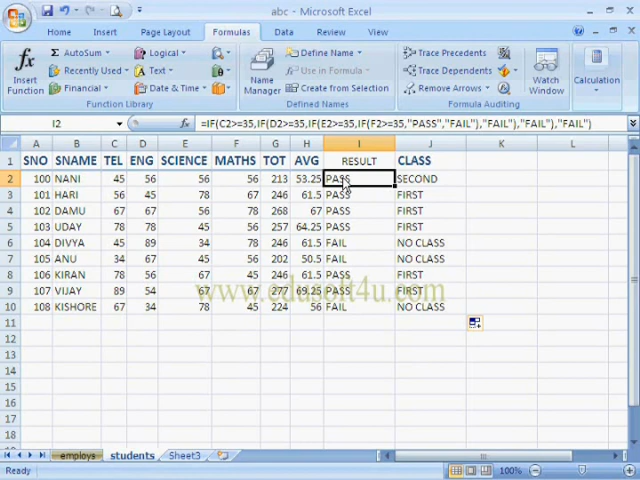 abc - Microsoft Excel
Home Insert Page Layout Formulas Data Review View
Insert Function
AutoSum
Recently Used
Financial
Logical
Text
Date & Time
Function Library
Name Manager
Define Name
Use in Formula
Create from Selection
Defined Names
Trace Precedents
Trace Dependents
Remove Arrows
Formula Auditing
Watch Window
Calculation
I2 fx =IF(C2>=35,IF(D2>=35,IF(E2>=35,IF(F2>=35,"PASS","FAIL"),"FAIL"),"FAIL"),"FAIL")
A B C D E F G H I J K L
1 SNO SNAME TEL ENG SCIENCE MATHS TOT AVG RESULT CLASS
2 100 NANI 45 56 56 56 213 53.25 PASS SECOND
3 101 HARI 56 45 78 67 246 61.5 PASS FIRST
4 102 DAMU 67 67 56 78 268 67 PASS FIRST
5 103 UDAY 78 78 45 56 257 64.25 PASS FIRST
6 104 DIVYA 45 89 34 78 246 61.5 FAIL NO CLASS
7 105 ANU 34 67 45 56 202 50.5 FAIL NO CLASS
8 106 KIRAN 78 56 67 45 246 61.5 PASS FIRST
9 107 VIJAY 89 54 67 67 277 69.25 PASS FIRST
10 108 KISHORE 67 34 78 45 224 56 FAIL NO CLASS
www.edusoft4u.com
11
12
13
14
15
16
17
18
employs students Sheet3
Ready 100%